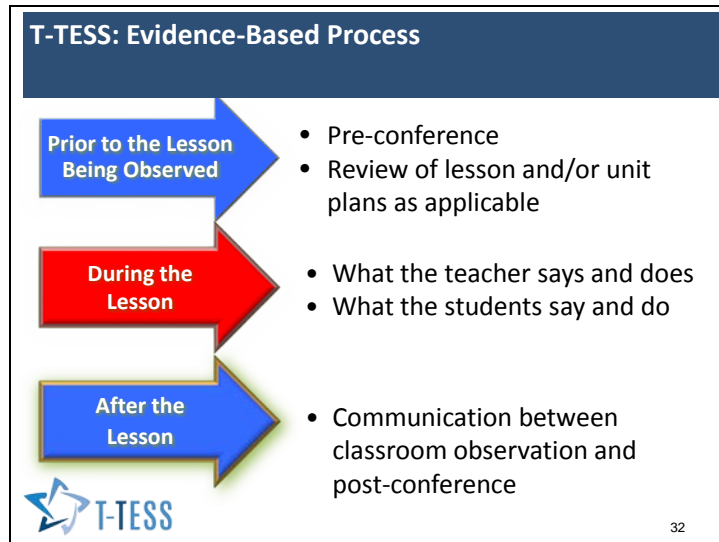 T-TESS: Evidence-Based Process
Prior to the Lesson
Being Observed
• Pre-conference
• Review of lesson and/or unit
plans as applicable
During the
Lesson
• What the teacher says and does
• What the students say and do
After the
Lesson
• Communication between
classroom observation and
post-conference
T-TESS
32